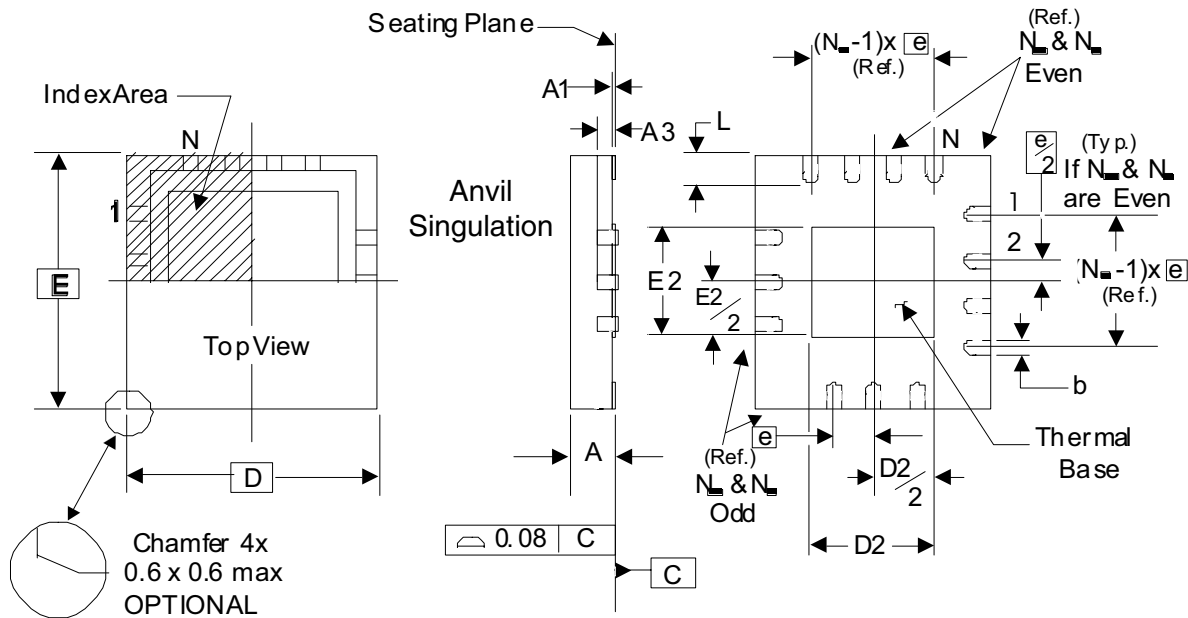 Seating Plane
IndexArea
N
1
E
TopView
D
Chamfer 4x
0.6 x 0.6 max
OPTIONAL
A1
A3
Anvil
Singulation
A
0.08 C
C
L
(N -1)x e
(Ref.)
(Ref.)
N & N
Even
N
e/2
(Typ.)
If N & N
are Even
1
2
(N -1)x e
(Ref.)
b
E2
E2/2
Thermal
Base
e
(Ref.)
N & N
Odd
D2/2
D2